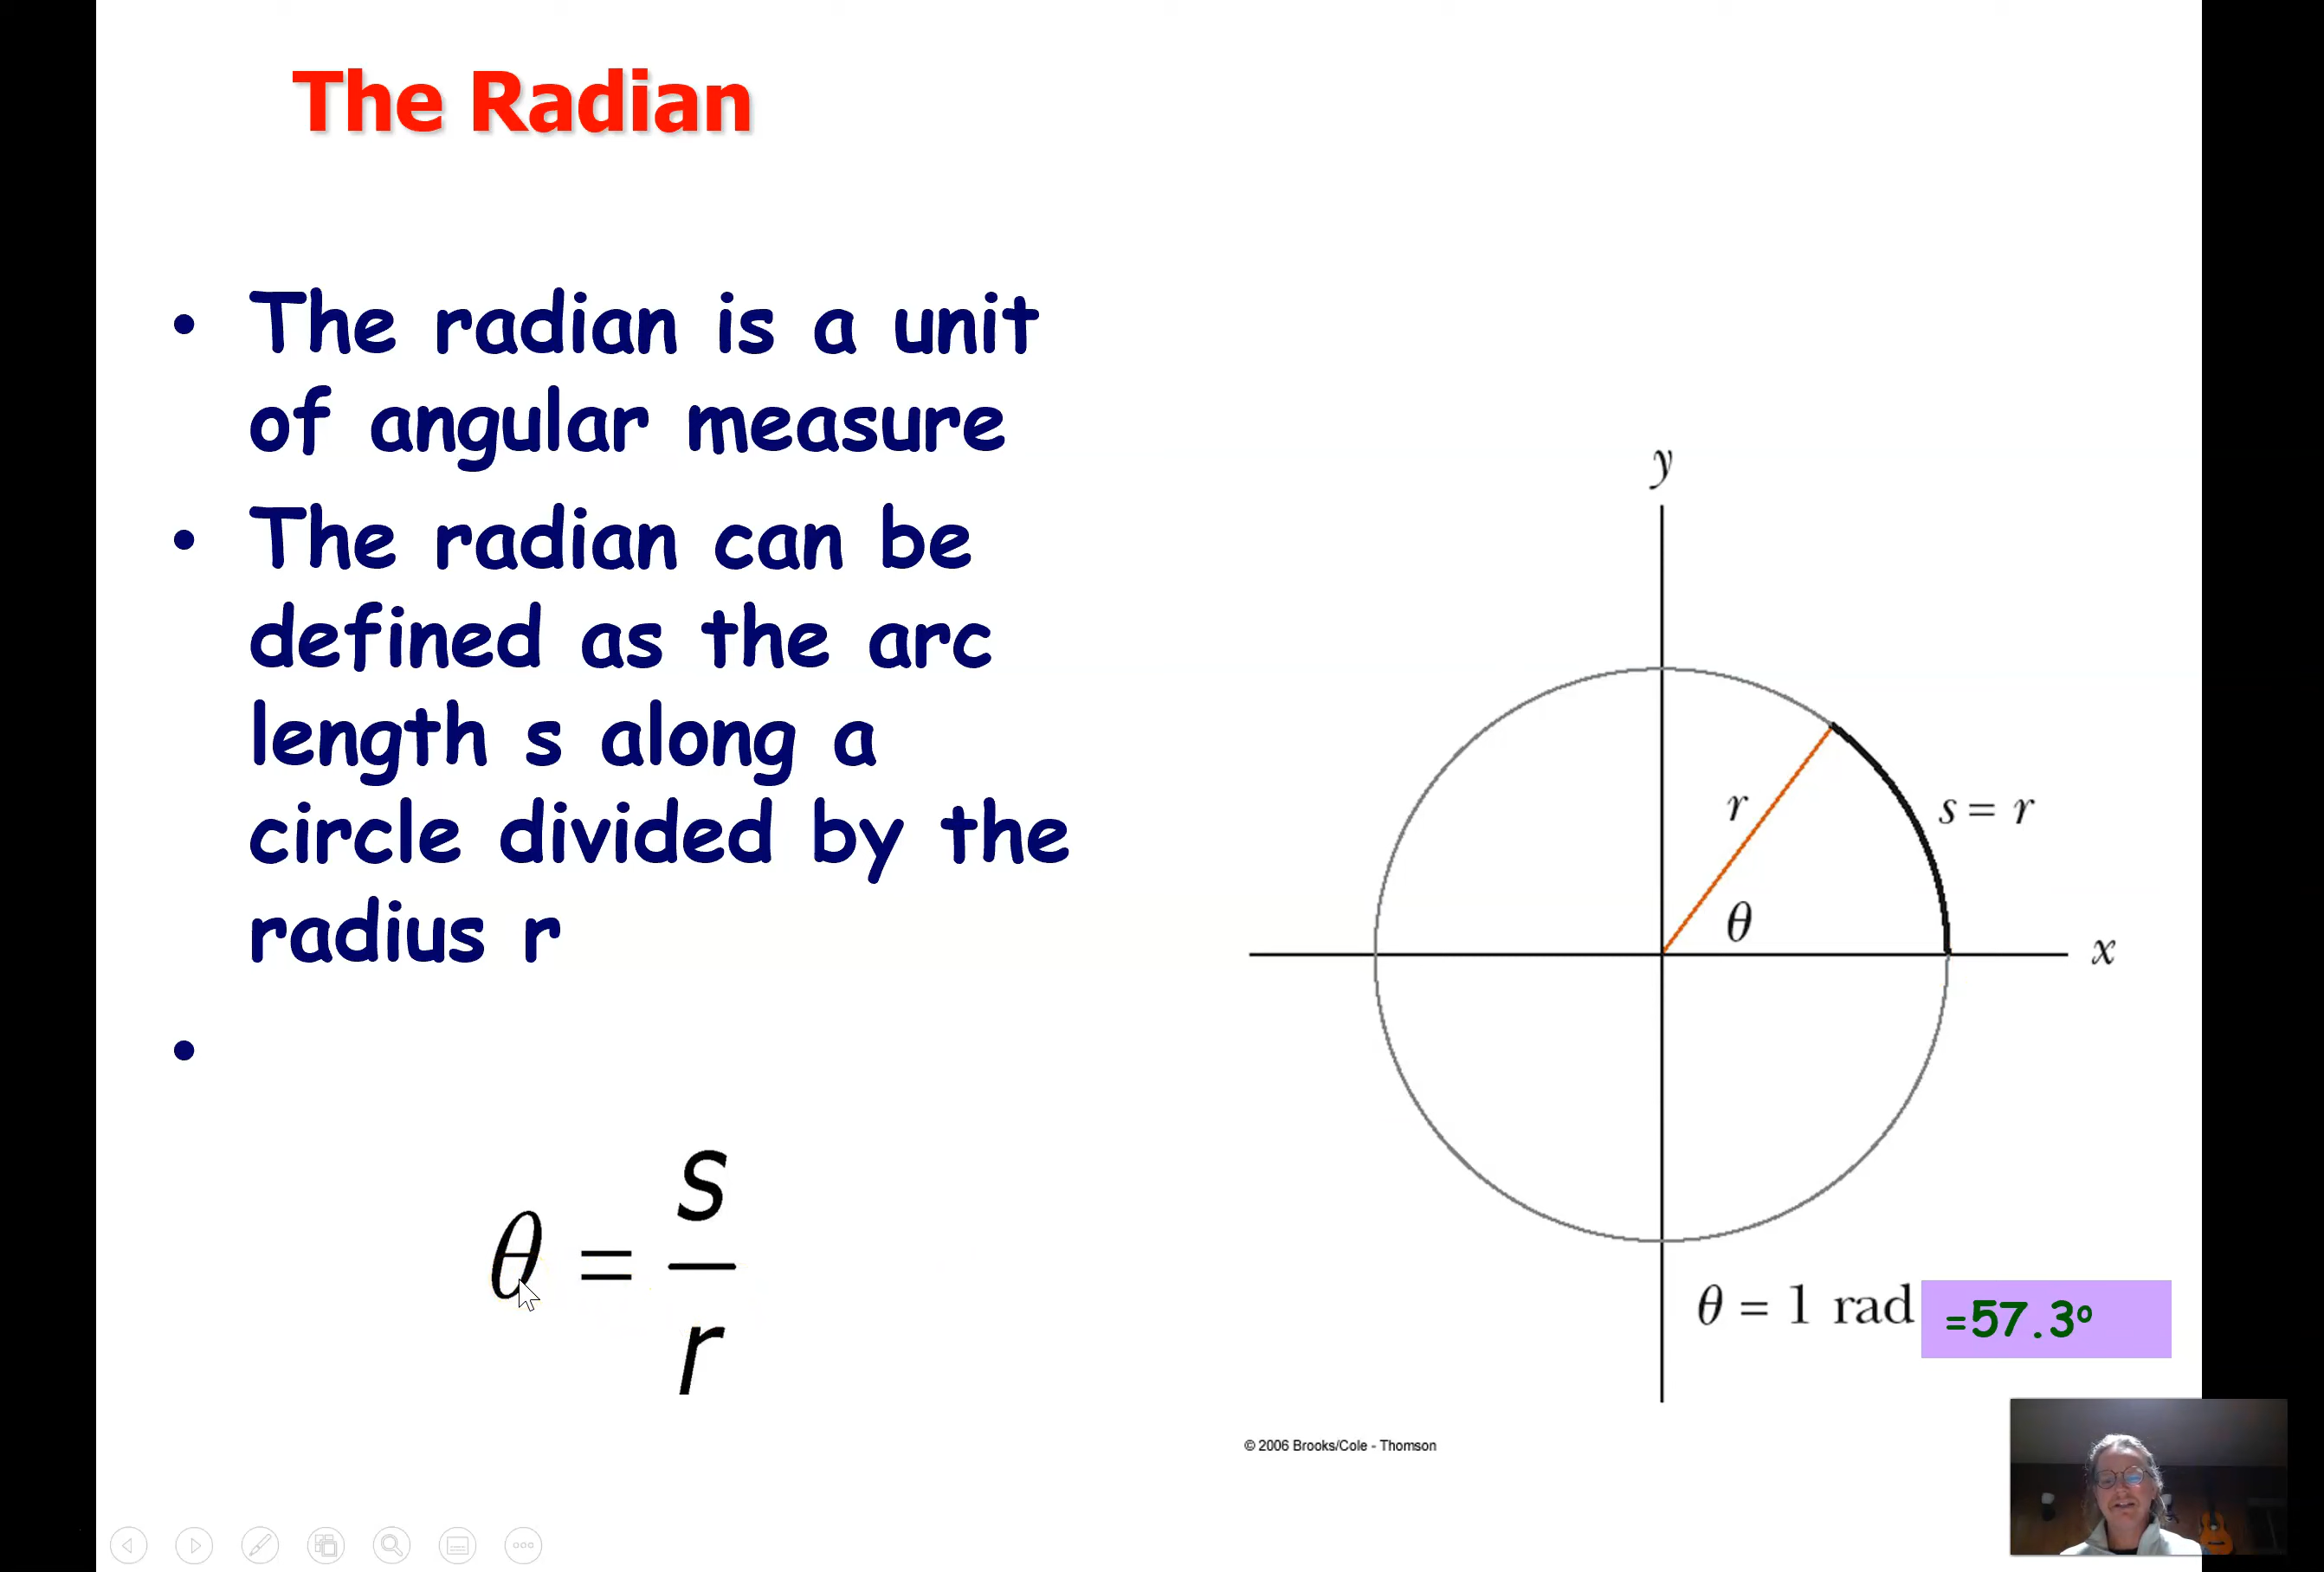 The Radian
• The radian is a unit
of angular measure
• The radian can be
defined as the arc
length s along a
circle divided by the
radius r
•
θ = s/r
y
r
s = r
θ
x
θ = 1 rad =57.3°
© 2006 Brooks/Cole - Thomson